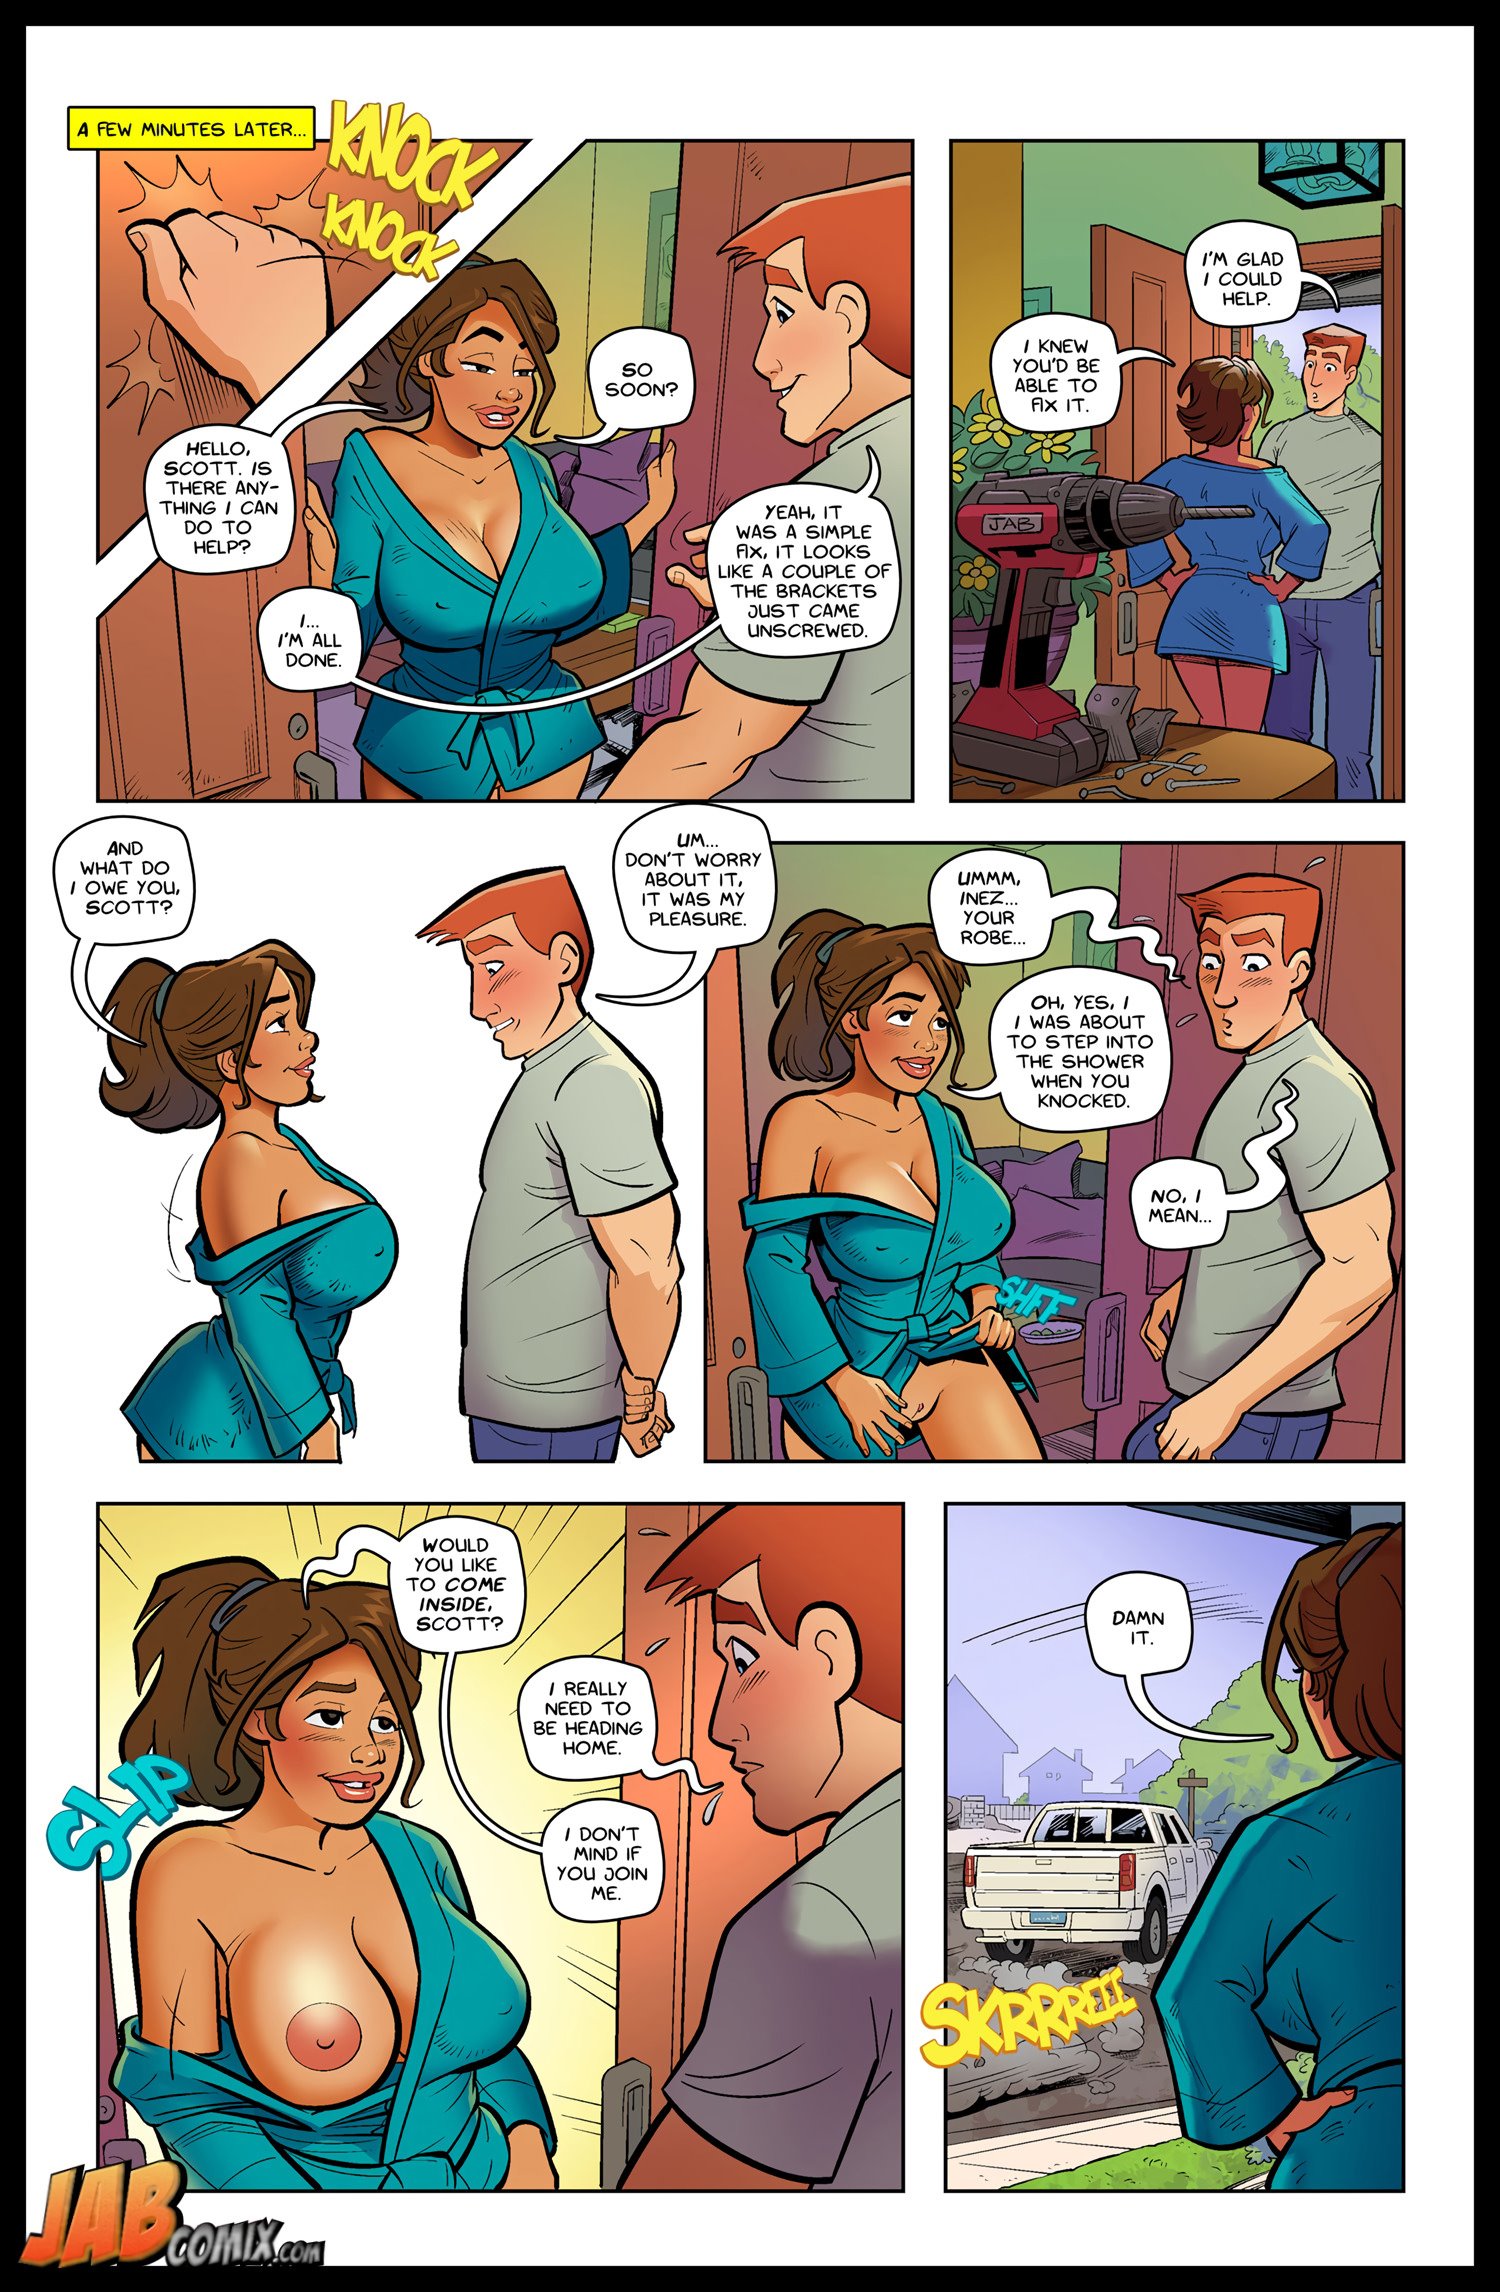 A FEW MINUTES LATER...
KNOCK
KNOCK
HELLO,
SCOTT. IS
THERE ANY-
THING I CAN
DO TO
HELP?
I...
I'M ALL
DONE.
SO
SOON?
YEAH, IT
WAS A SIMPLE
FIX, IT LOOKS
LIKE A COUPLE OF
THE BRACKETS
JUST CAME
UNSCREWED.
I KNEW
YOU'D BE
ABLE TO
FIX IT.
I'M GLAD
I COULD
HELP.
JAB
AND
WHAT DO
I OWE YOU,
SCOTT?
UM...
DON'T WORRY
ABOUT IT,
IT WAS MY
PLEASURE.
UMMM,
INEZ...
YOUR
ROBE...
OH, YES, I
I WAS ABOUT
TO STEP INTO
THE SHOWER
WHEN YOU
KNOCKED.
NO, I
MEAN...
SHFF
WOULD
YOU LIKE
TO COME
INSIDE,
SCOTT?
I REALLY
NEED TO
BE HEADING
HOME.
I DON'T
MIND IF
YOU JOIN
ME.
SLIP
DAMN
IT.
SKRRREEE
JAB
COMIX.COM